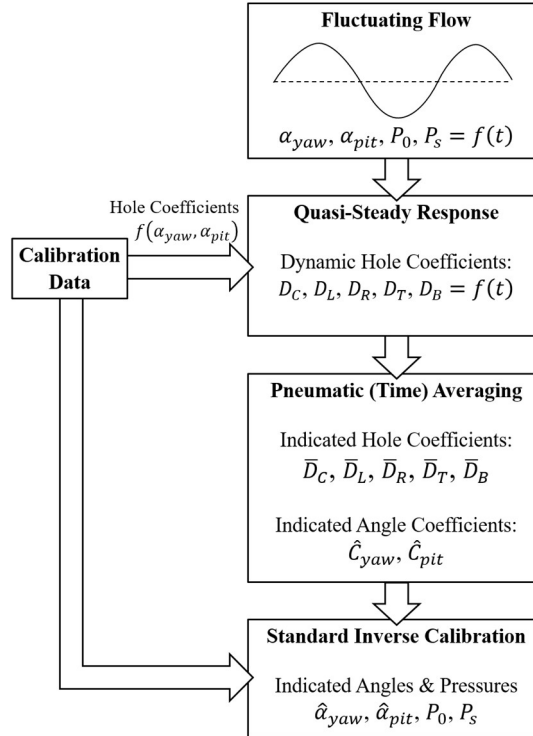 Fluctuating Flow
α_yaw, α_pit, P_0, P_s = f(t)
Hole Coefficients
f(α_yaw, α_pit)
Calibration
Data
Quasi-Steady Response
Dynamic Hole Coefficients:
D_C, D_L, D_R, D_T, D_B = f(t)
Pneumatic (Time) Averaging
Indicated Hole Coefficients:
D̅_C, D̅_L, D̅_R, D̅_T, D̅_B
Indicated Angle Coefficients:
Ĉ_yaw, Ĉ_pit
Standard Inverse Calibration
Indicated Angles & Pressures
α̂_yaw, α̂_pit, P_0, P_s